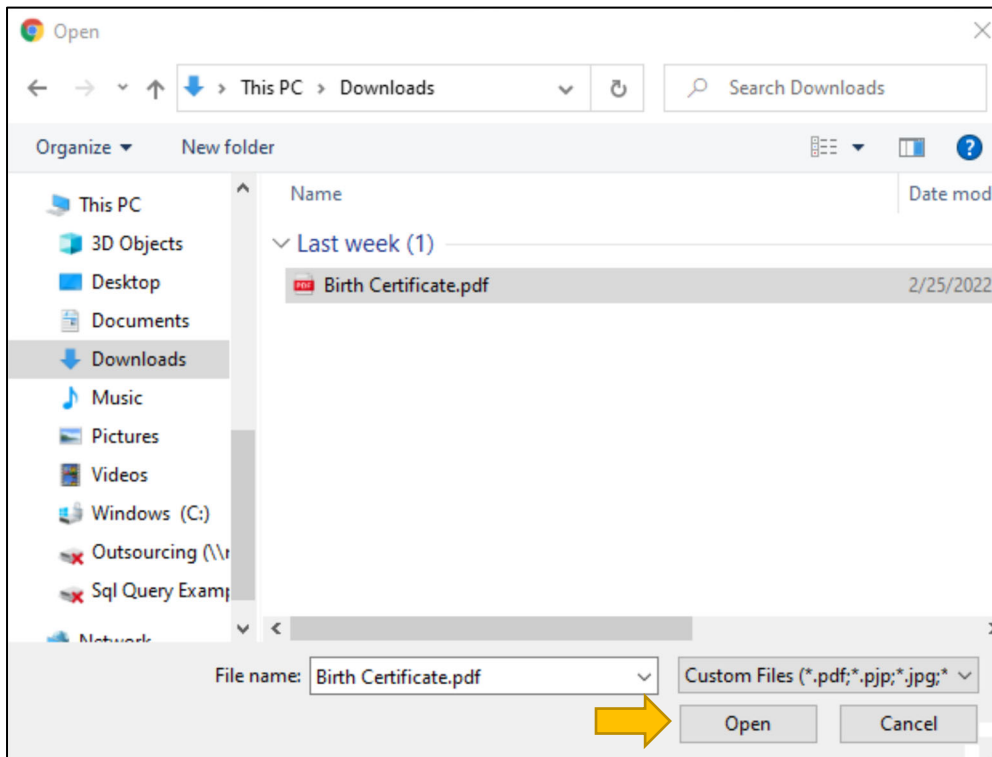 Open
This PC > Downloads
Search Downloads
Organize
New folder
This PC
3D Objects
Desktop
Documents
Downloads
Music
Pictures
Videos
Windows (C:)
Outsourcing (\\r
Sql Query Examp
Network
Name
Date mod
Last week (1)
PDF Birth Certificate.pdf
2/25/2022
File name: Birth Certificate.pdf
Custom Files (*.pdf;*.pjp;*.jpg;*
Open
Cancel